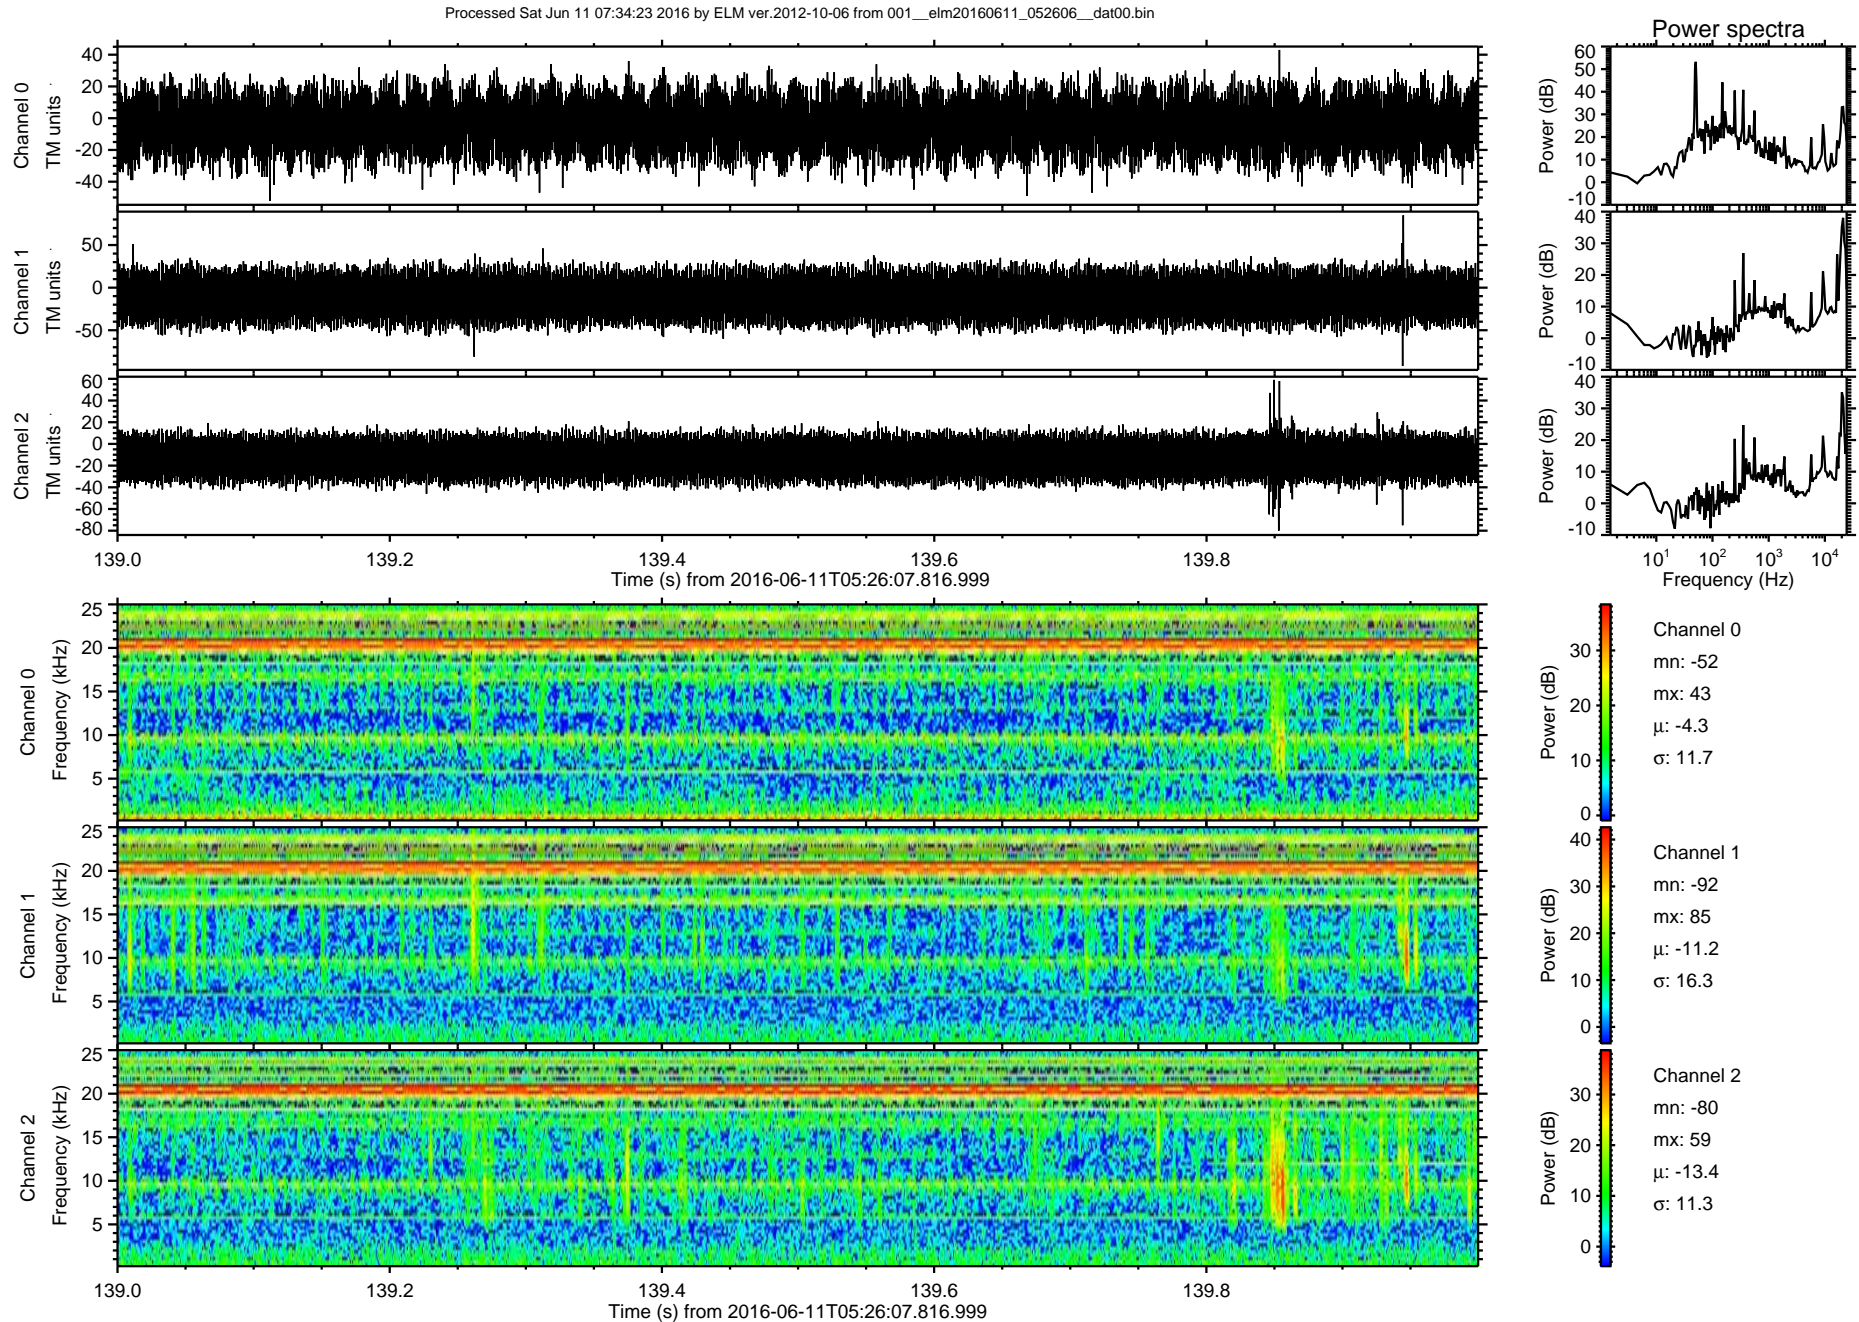 Processed Sat Jun 11 07:34:23 2016 by ELM ver.2012-10-06 from 001__elm20160611_052606__dat00.bin
Power spectra
Channel 0
TM units
40
20
0
-20
-40
Power (dB)
60
50
40
30
20
10
0
-10
Channel 1
TM units
50
0
-50
Power (dB)
40
30
20
10
0
-10
Channel 2
TM units
60
40
20
0
-20
-40
-60
-80
Power (dB)
40
30
20
10
0
-10
139.0 139.2 139.4 139.6 139.8
Time (s) from 2016-06-11T05:26:07.816.999
10¹ 10² 10³ 10⁴
Frequency (Hz)
Channel 0
Frequency (kHz)
25
20
15
10
5
Power (dB)
30
20
10
0
Channel 0
mn: -52
mx: 43
μ: -4.3
σ: 11.7
Channel 1
Frequency (kHz)
25
20
15
10
5
Power (dB)
40
30
20
10
0
Channel 1
mn: -92
mx: 85
μ: -11.2
σ: 16.3
Channel 2
Frequency (kHz)
25
20
15
10
5
Power (dB)
30
20
10
0
Channel 2
mn: -80
mx: 59
μ: -13.4
σ: 11.3
139.0 139.2 139.4 139.6 139.8
Time (s) from 2016-06-11T05:26:07.816.999